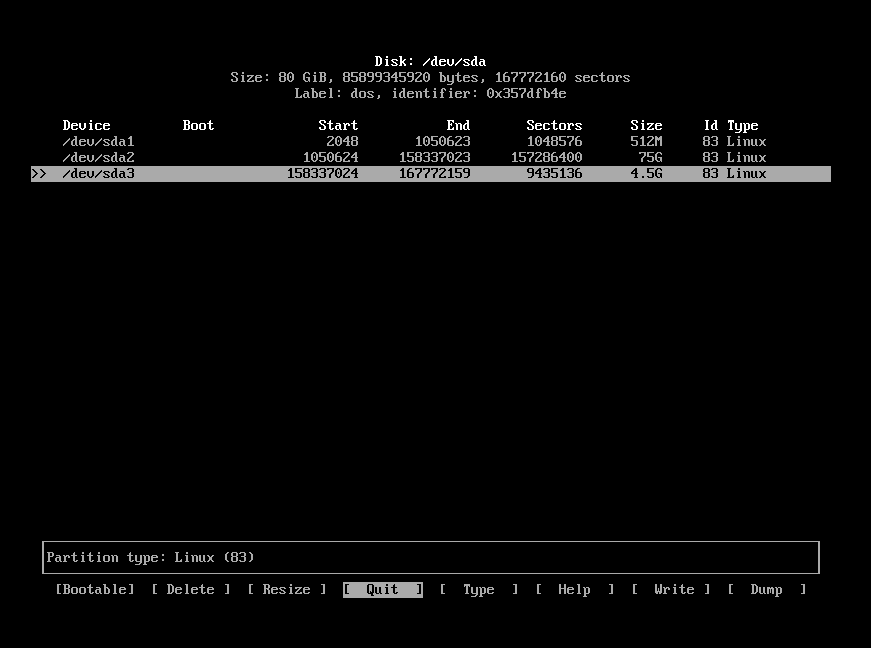 Disk: /dev/sda
Size: 80 GiB, 85899345920 bytes, 167772160 sectors
Label: dos, identifier: 0x357dfb4e
Device Boot Start End Sectors Size Id Type
/dev/sda1 2048 1050623 1048576 512M 83 Linux
/dev/sda2 1050624 158337023 157286400 75G 83 Linux
>> /dev/sda3 158337024 167772159 9435136 4.5G 83 Linux
Partition type: Linux (83)
[Bootable] [ Delete ] [ Resize ] [ Quit ] [ Type ] [ Help ] [ Write ] [ Dump ]